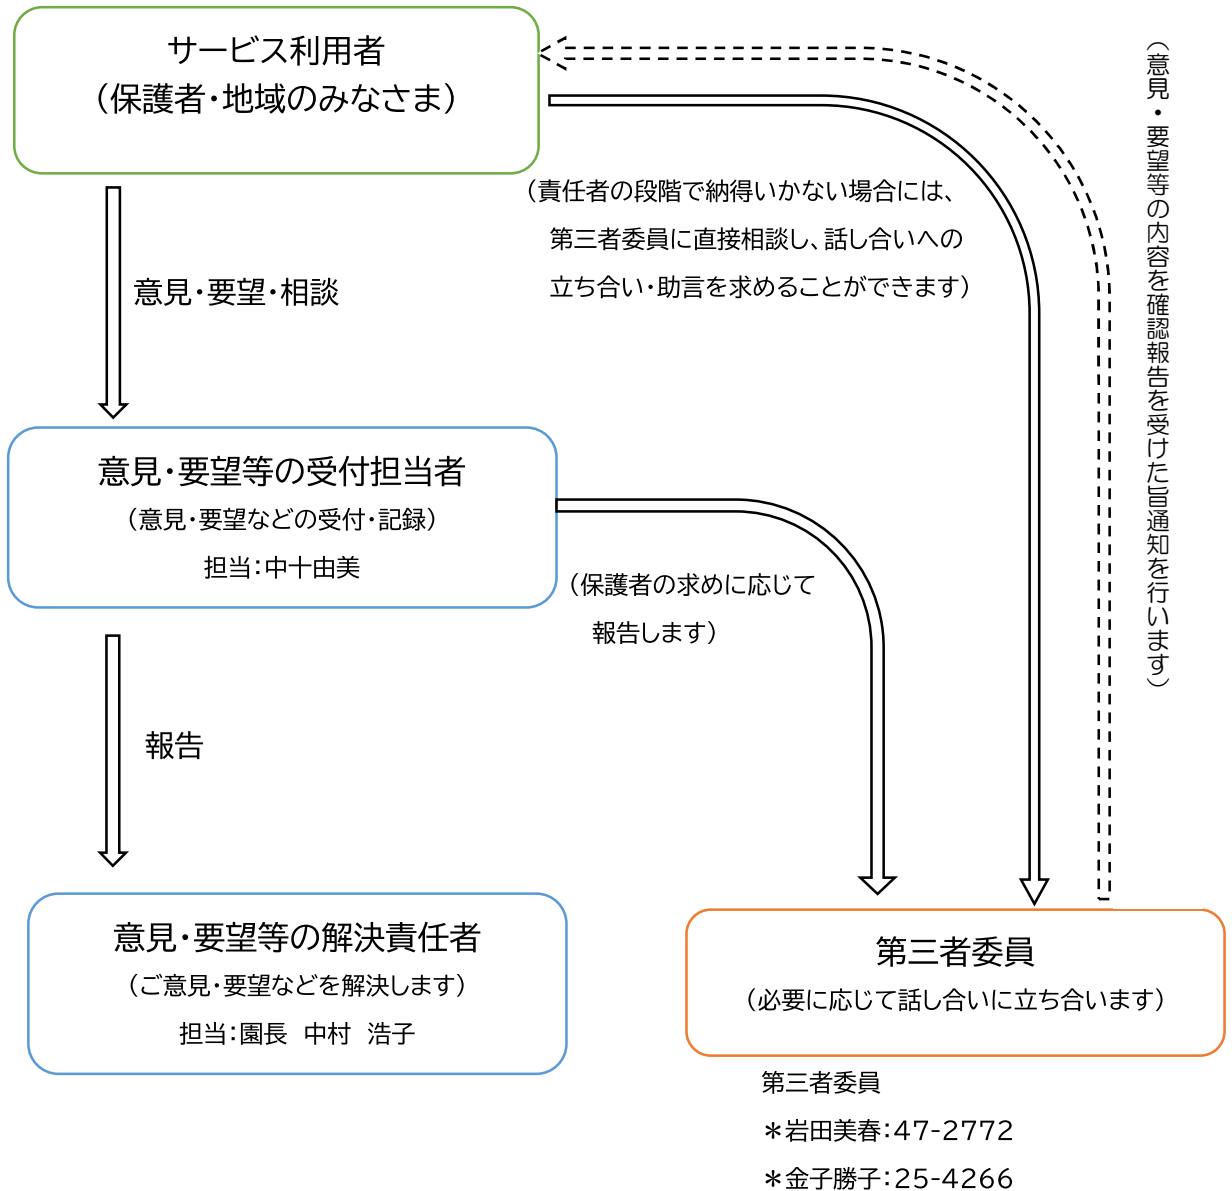 サービス利用者
（保護者・地域のみなさま）
（責任者の段階で納得いかない場合には、
第三者委員に直接相談し、話し合いへの
立ち合い・助言を求めることができます）
（意見・要望等の内容を確認報告を受けた旨通知を行います）
意見・要望・相談
意見・要望等の受付担当者
（意見・要望などの受付・記録）
担当：中十由美
（保護者の求めに応じて
報告します）
報告
意見・要望等の解決責任者
（ご意見・要望などを解決します）
担当：園長　中村　浩子
第三者委員
（必要に応じて話し合いに立ち合います）
第三者委員
＊岩田美春：47-2772
＊金子勝子：25-4266